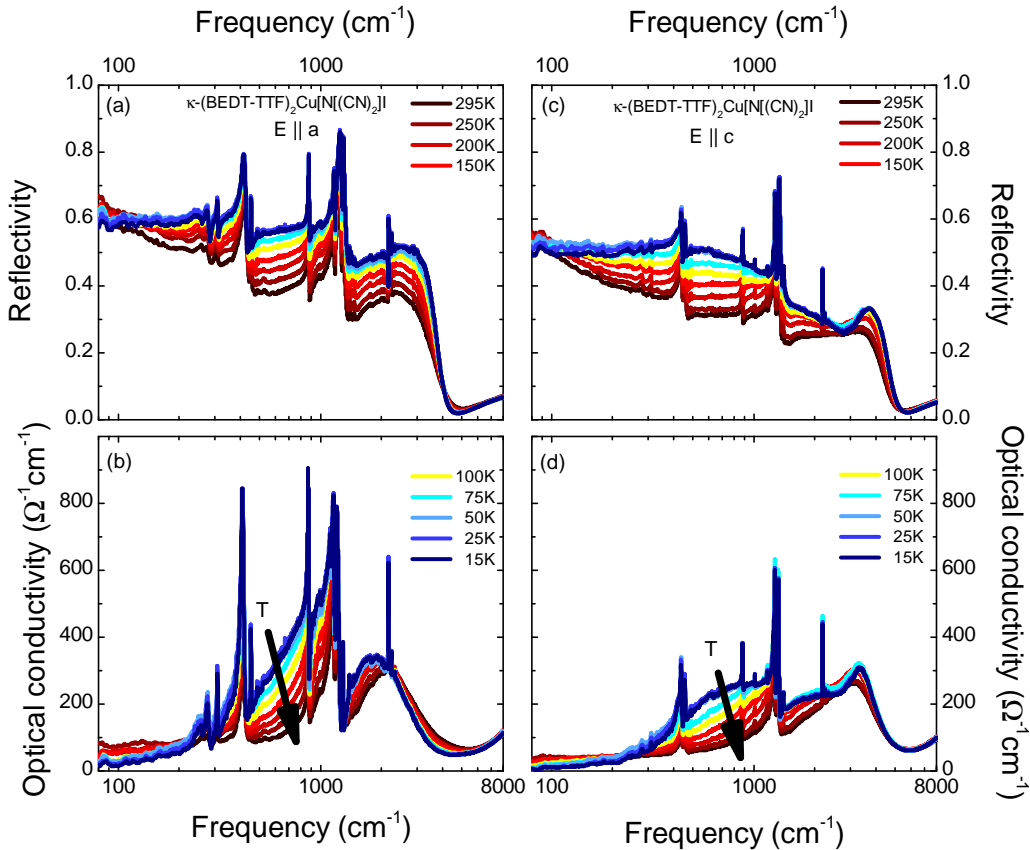 Frequency (cm⁻¹)
Frequency (cm⁻¹)
100
1000
100
1000
(a)
κ-(BEDT-TTF)₂Cu[N[(CN)₂]I
E || a
295K
250K
200K
150K
(c)
κ-(BEDT-TTF)₂Cu[N[(CN)₂]I
E || c
295K
250K
200K
150K
1.0
0.8
0.6
0.4
0.2
0.0
Reflectivity
1.0
0.8
0.6
0.4
0.2
0.0
Reflectivity
(b)
100K
75K
50K
25K
15K
T
(d)
100K
75K
50K
25K
15K
T
800
600
400
200
0
Optical conductivity (Ω⁻¹cm⁻¹)
800
600
400
200
0
Optical conductivity (Ω⁻¹cm⁻¹)
100
1000
8000
100
1000
8000
Frequency (cm⁻¹)
Frequency (cm⁻¹)